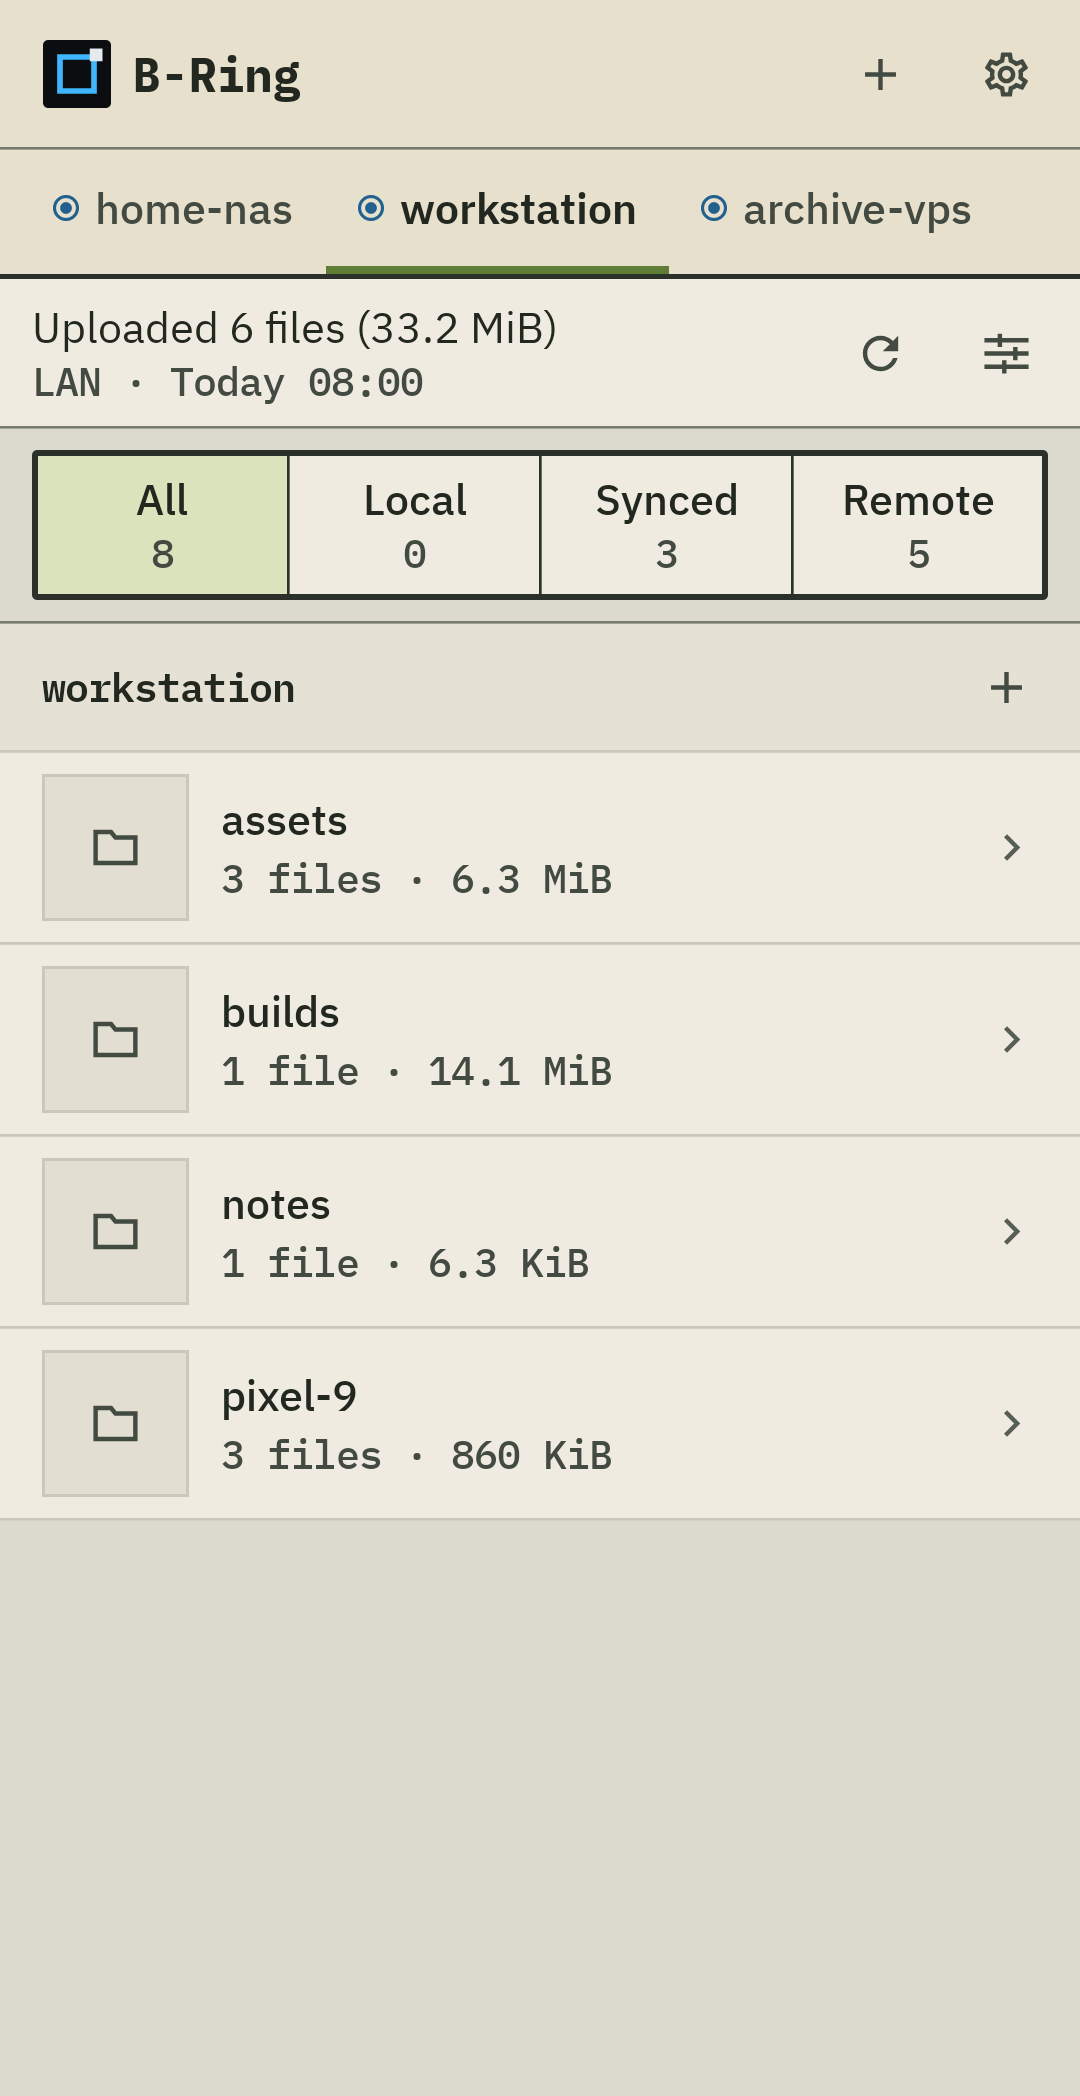 B-Ring
home-nas
workstation
archive-vps
Uploaded 6 files (33.2 MiB)
LAN · Today 08:00
All
8
Local
0
Synced
3
Remote
5
workstation
assets
3 files · 6.3 MiB
builds
1 file · 14.1 MiB
notes
1 file · 6.3 KiB
pixel-9
3 files · 860 KiB